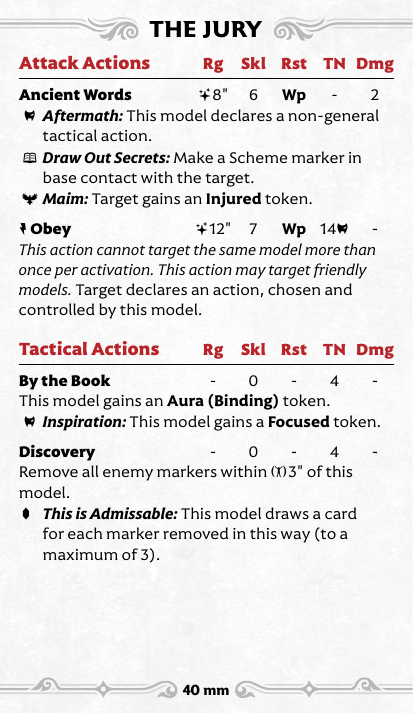 THE JURY
Attack Actions Rg Skl Rst TN Dmg
Ancient Words 8" 6 Wp - 2
Aftermath: This model declares a non-general
tactical action.
Draw Out Secrets: Make a Scheme marker in
base contact with the target.
Maim: Target gains an Injured token.
Obey 12" 7 Wp 14 -
This action cannot target the same model more than
once per activation. This action may target friendly
models. Target declares an action, chosen and
controlled by this model.
Tactical Actions Rg Skl Rst TN Dmg
By the Book - 0 - 4 -
This model gains an Aura (Binding) token.
Inspiration: This model gains a Focused token.
Discovery - 0 - 4 -
Remove all enemy markers within 3" of this
model.
This is Admissable: This model draws a card
for each marker removed in this way (to a
maximum of 3).
40 mm